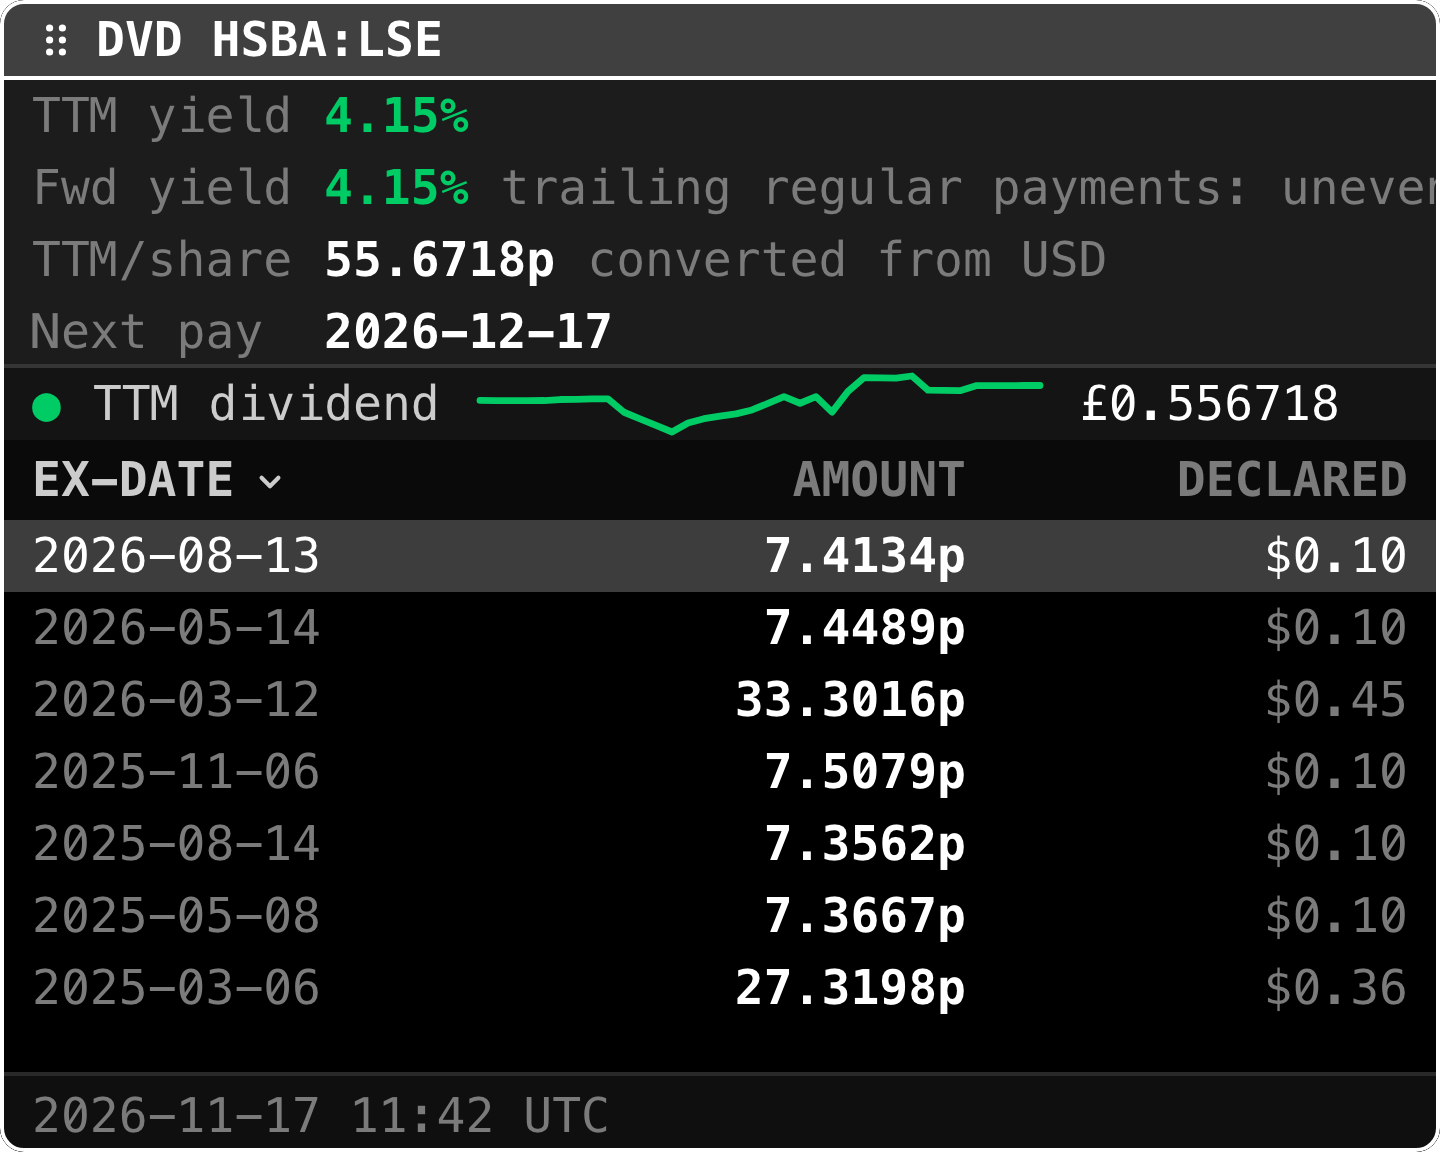 DVD HSBA:LSE
TTM yield 4.15%
Fwd yield 4.15% trailing regular payments: uneven
TTM/share 55.6718p converted from USD
Next pay 2026-12-17
TTM dividend £0.556718
EX-DATE AMOUNT DECLARED
2026-08-13 7.4134p $0.10
2026-05-14 7.4489p $0.10
2026-03-12 33.3016p $0.45
2025-11-06 7.5079p $0.10
2025-08-14 7.3562p $0.10
2025-05-08 7.3667p $0.10
2025-03-06 27.3198p $0.36
2026-11-17 11:42 UTC